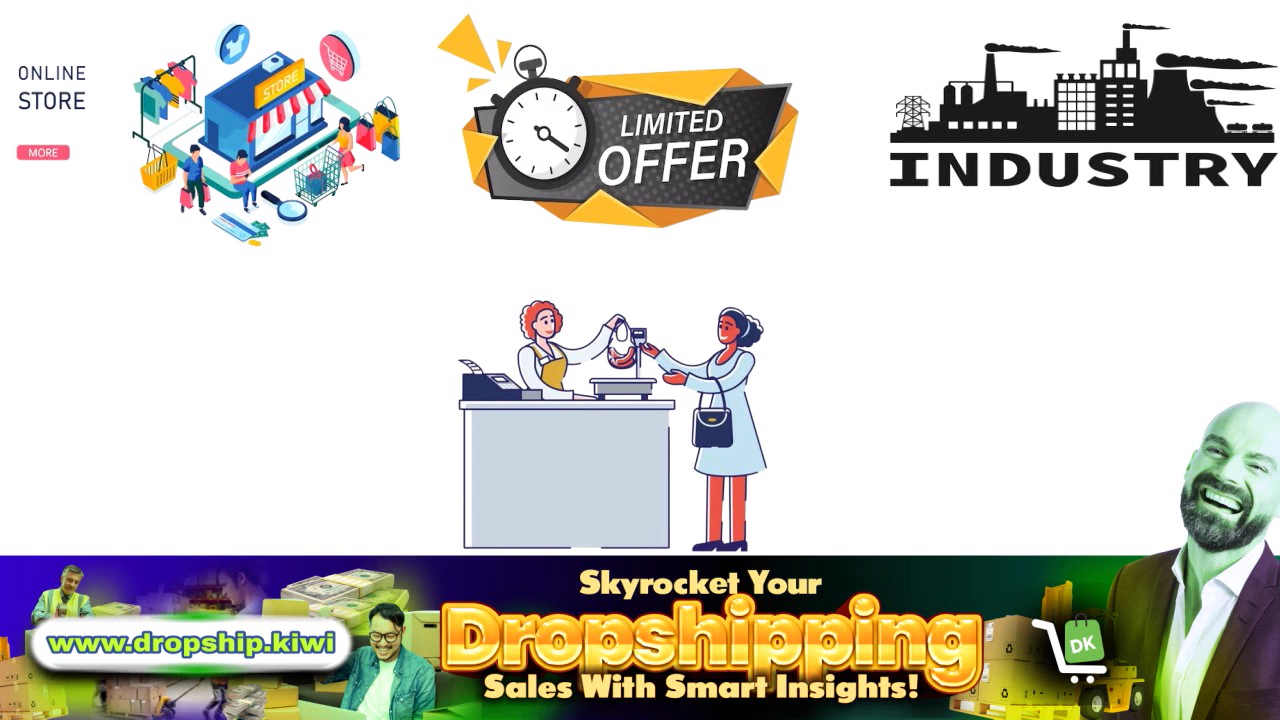 ONLINE
STORE
MORE
STORE
LIMITED
OFFER
INDUSTRY
Skyrocket Your
Dropshipping
Sales With Smart Insights!
www.dropship.kiwi
DK